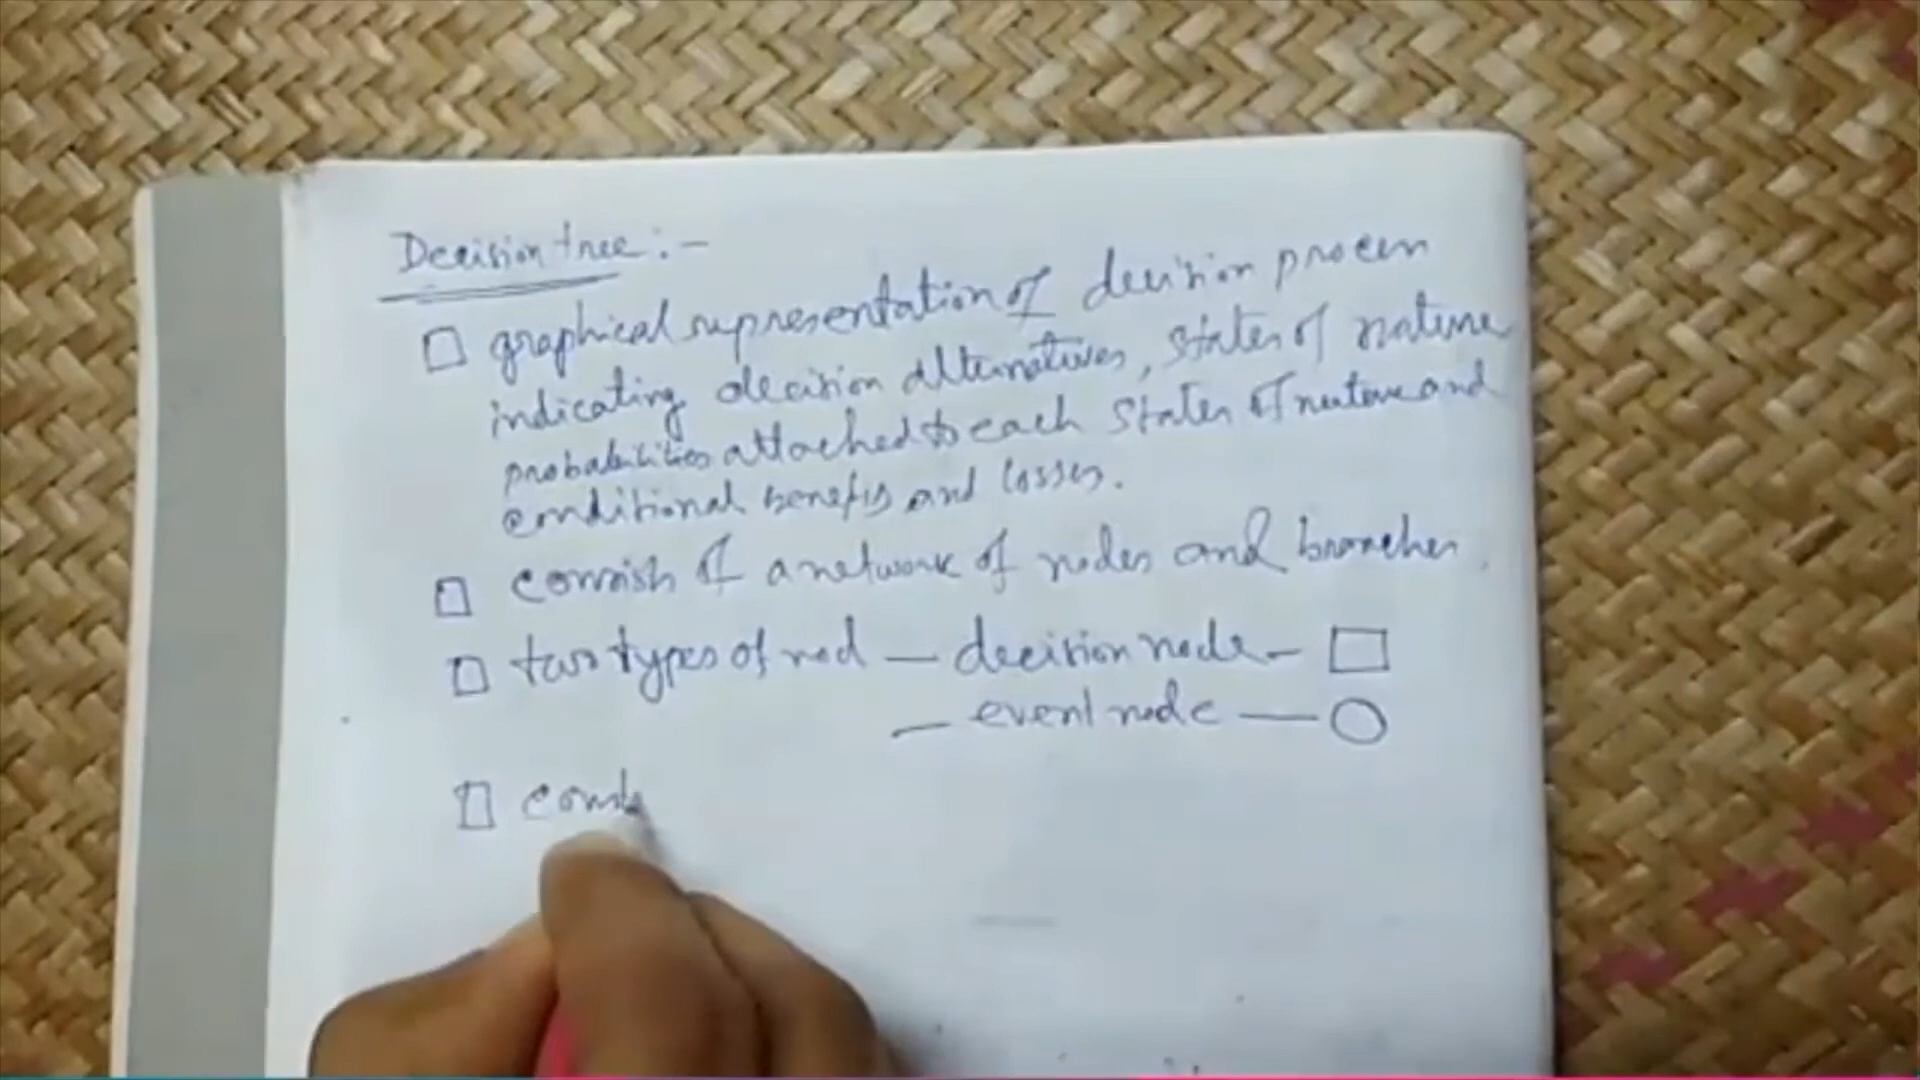 Decision tree :-
□ graphical representation of decision process
indicating decision alternatives, states of nature
probabilities attached to each states of nature and
conditional benefits and losses.
□ consists of a network of nodes and branches.
□ two types of nod — decision node - □
— event node — ○
□